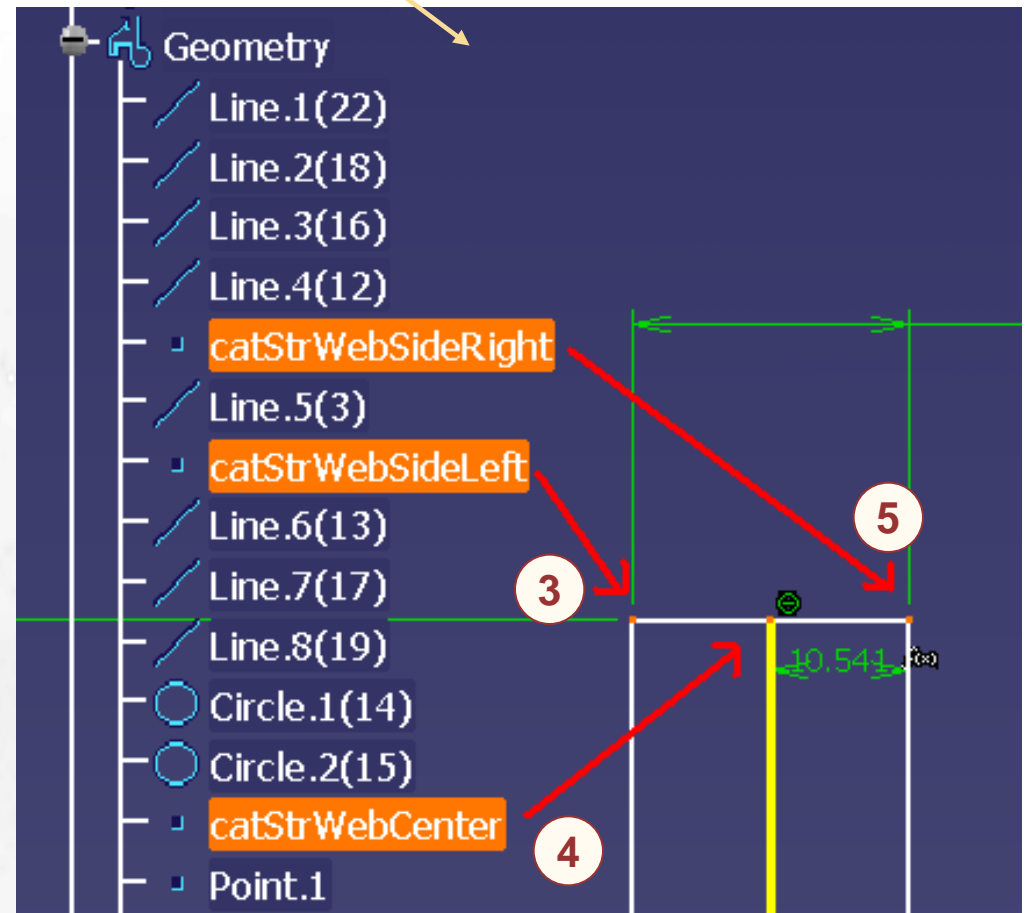 Geometry
Line.1(22)
Line.2(18)
Line.3(16)
Line.4(12)
catStrWebSideRight
Line.5(3)
catStrWebSideLeft
Line.6(13)
Line.7(17)
Line.8(19)
Circle.1(14)
Circle.2(15)
catStrWebCenter
Point.1
5
3
10.541
f(x)
4